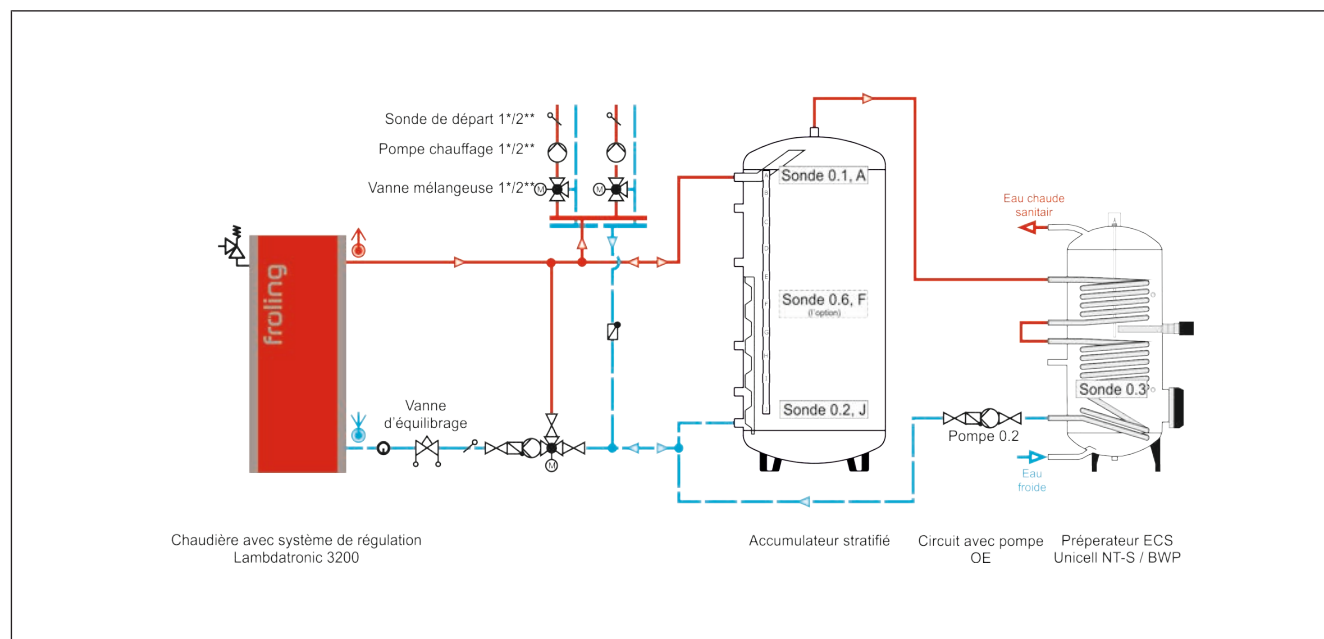 Sonde de départ 1*/2**
Pompe chauffage 1*/2**
Vanne mélangeuse 1*/2**
M
M
froling
Vanne
d'équilibrage
M
Sonde 0.1, A
A
B
C
D
E
F
G
H
I
Sonde 0.6, F
(l'option)
Sonde 0.2, J
Eau chaude
sanitair
A
Sonde 0.3
Pompe 0.2
Eau
froide
Chaudière avec système de régulation
Lambdatronic 3200
Accumulateur stratifié
Circuit avec pompe
OE
Préperateur ECS
Unicell NT-S / BWP